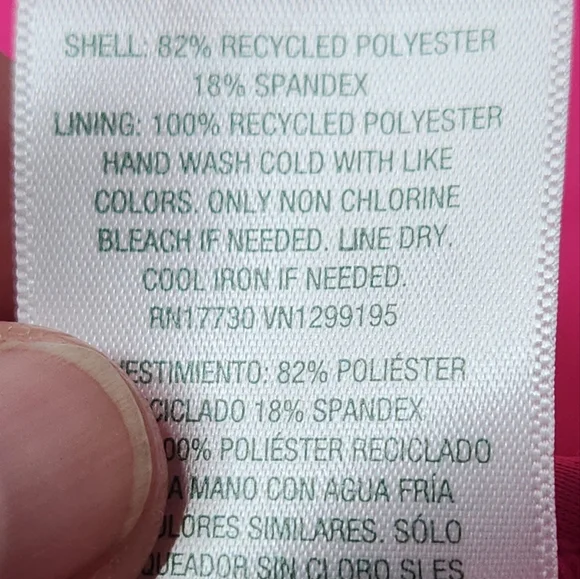 SHELL: 82% RECYCLED POLYESTER
18% SPANDEX
LINING: 100% RECYCLED POLYESTER
HAND WASH COLD WITH LIKE
COLORS. ONLY NON CHLORINE
BLEACH IF NEEDED. LINE DRY.
COOL IRON IF NEEDED.
RN17730 VN1299195
82% POLIÉSTER
18% SPANDEX
POLIÉSTER RECICLADO
A MANO CON AGUA FRÍA
SIMILARES. SÓLO
SIN CLORO SI ES